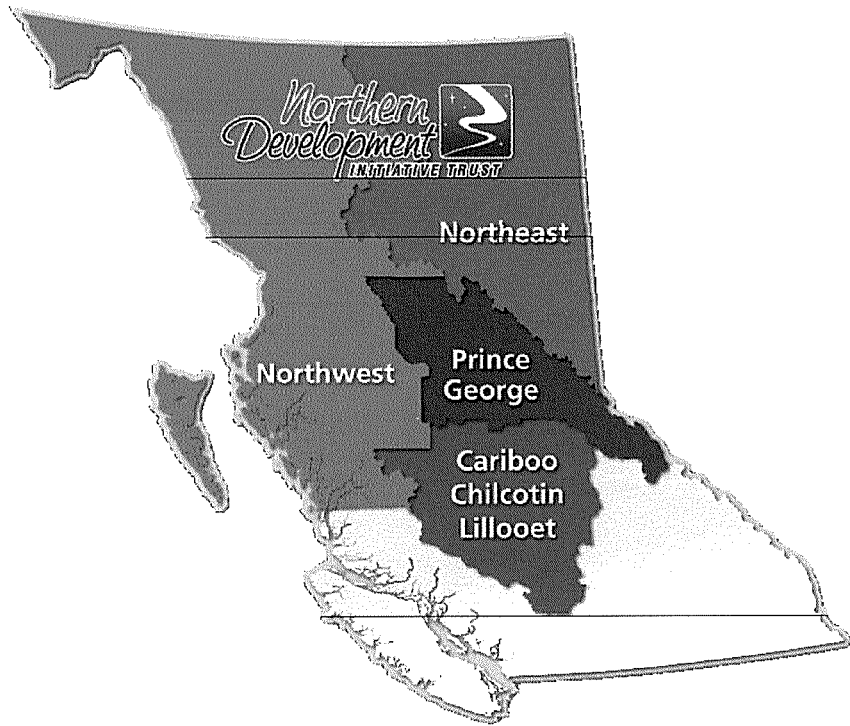 Northern
Development
INITIATIVE TRUST
Northeast
Northwest
Prince
George
Cariboo
Chilcotin
Lillooet